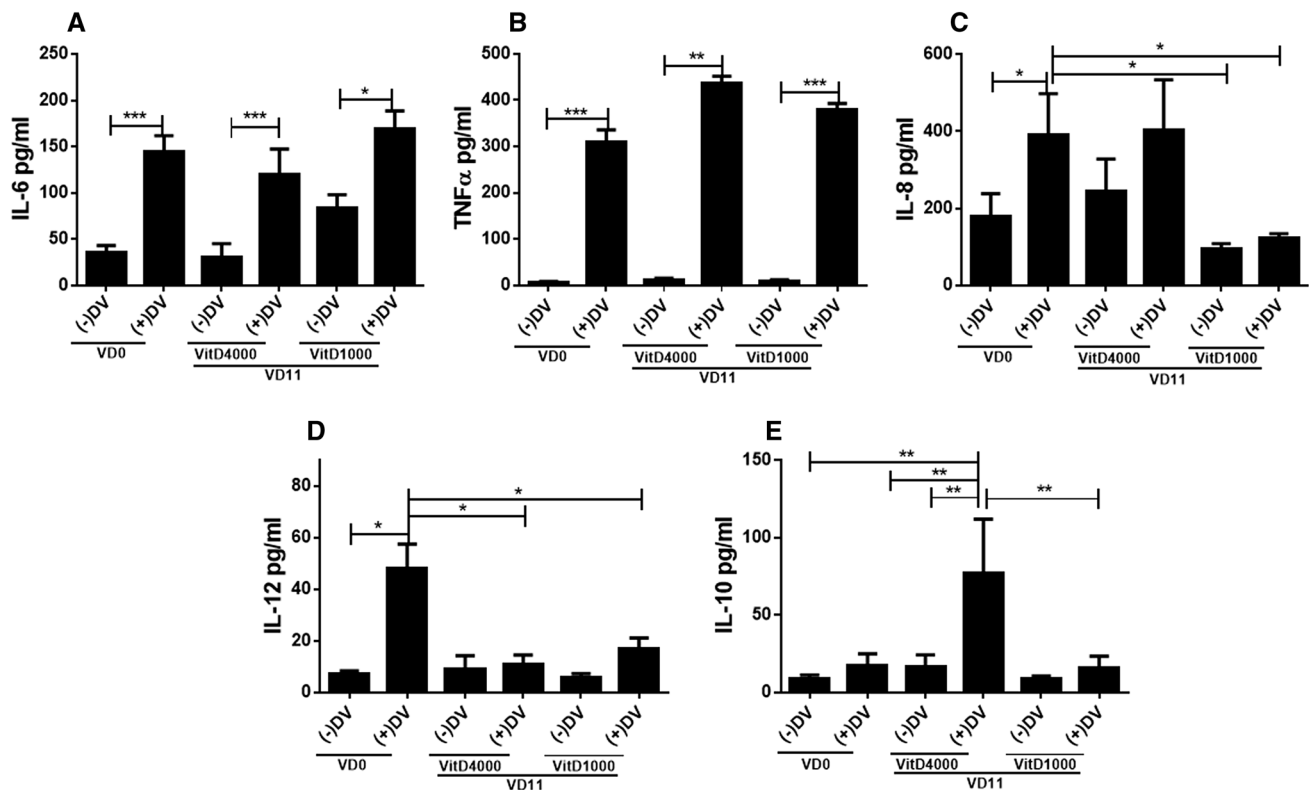 A
IL-6 pg/ml
250
200
150
100
50
0
***
***
*
(-)DV (+)DV (-)DV (+)DV (-)DV (+)DV
VD0 VitD4000 VitD1000
VD11
B
TNFα pg/ml
500
400
300
200
100
0
***
**
***
(-)DV (+)DV (-)DV (+)DV (-)DV (+)DV
VD0 VitD4000 VitD1000
VD11
C
IL-8 pg/ml
600
400
200
0
*
*
*
(-)DV (+)DV (-)DV (+)DV (-)DV (+)DV
VD0 VitD4000 VitD1000
VD11
D
IL-12 pg/ml
80
60
40
20
0
*
*
*
(-)DV (+)DV (-)DV (+)DV (-)DV (+)DV
VD0 VitD4000 VitD1000
VD11
E
IL-10 pg/ml
150
100
50
0
**
**
**
**
(-)DV (+)DV (-)DV (+)DV (-)DV (+)DV
VD0 VitD4000 VitD1000
VD11